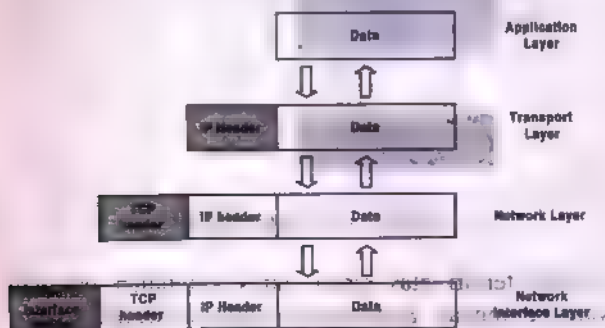 Data
Application
Layer
IP Header
Data
Transport
Layer
TCP
header
IP header
Data
Network Layer
Interface
TCP
header
IP Header
Data
Network
Interface Layer